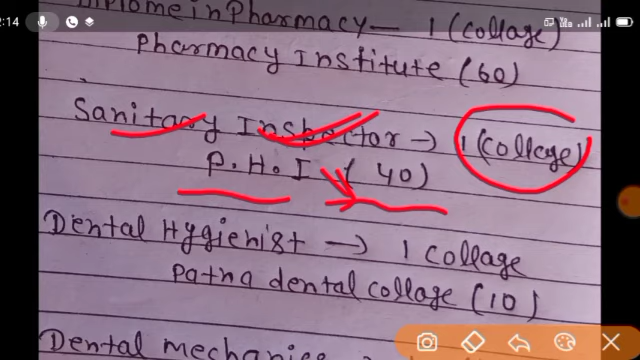 :14
Diplome in Pharmacy — 1 (collage)
Pharmacy Institute (60)
Sanitary Inspector → 1 (college)
P.H.I (40)
Dental Hygienist → 1 collage
Patna dental collage (10)
Dental mechanics